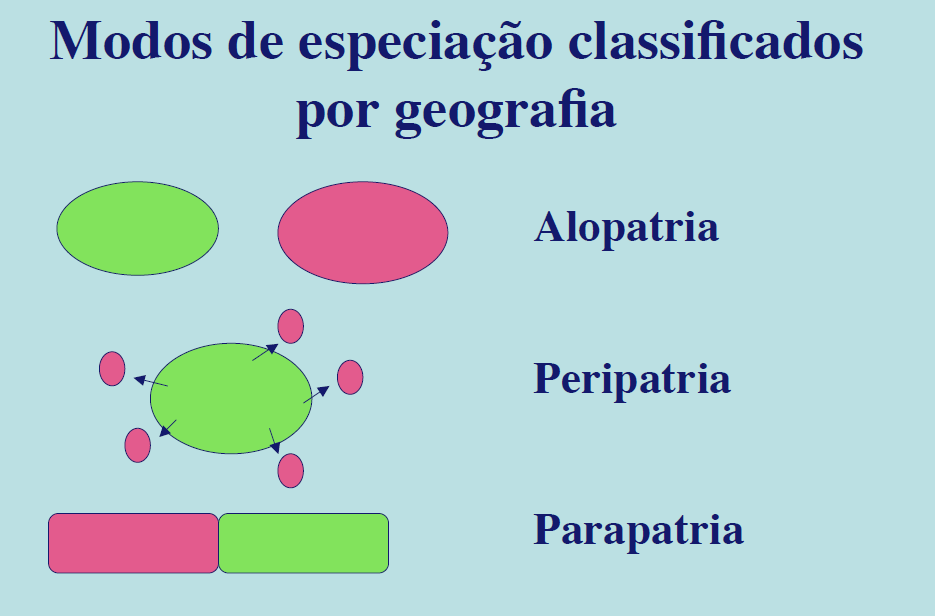 Modos de especiação classificados
por geografia
Alopatria
Peripatria
Parapatria